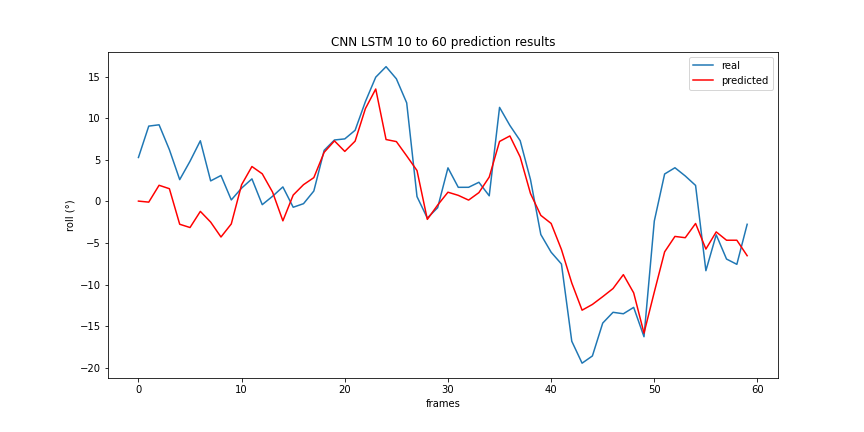 CNN LSTM 10 to 60 prediction results
real
predicted
15
10
5
0
−5
−10
−15
−20
roll (°)
0 10 20 30 40 50 60
frames